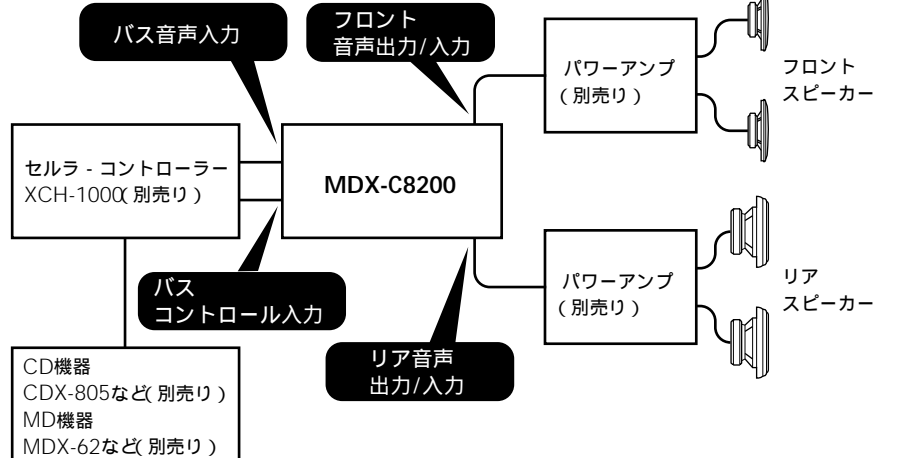 バス音声入力
フロント
音声出力/入力
パワーアンプ
(別売り)
フロント
スピーカー
セルラ - コントローラー
XCH-1000(別売り)
MDX-C8200
バス
コントロール入力
リア音声
出力/入力
パワーアンプ
(別売り)
リア
スピーカー
CD機器
CDX-805など(別売り)
MD機器
MDX-62など(別売り)